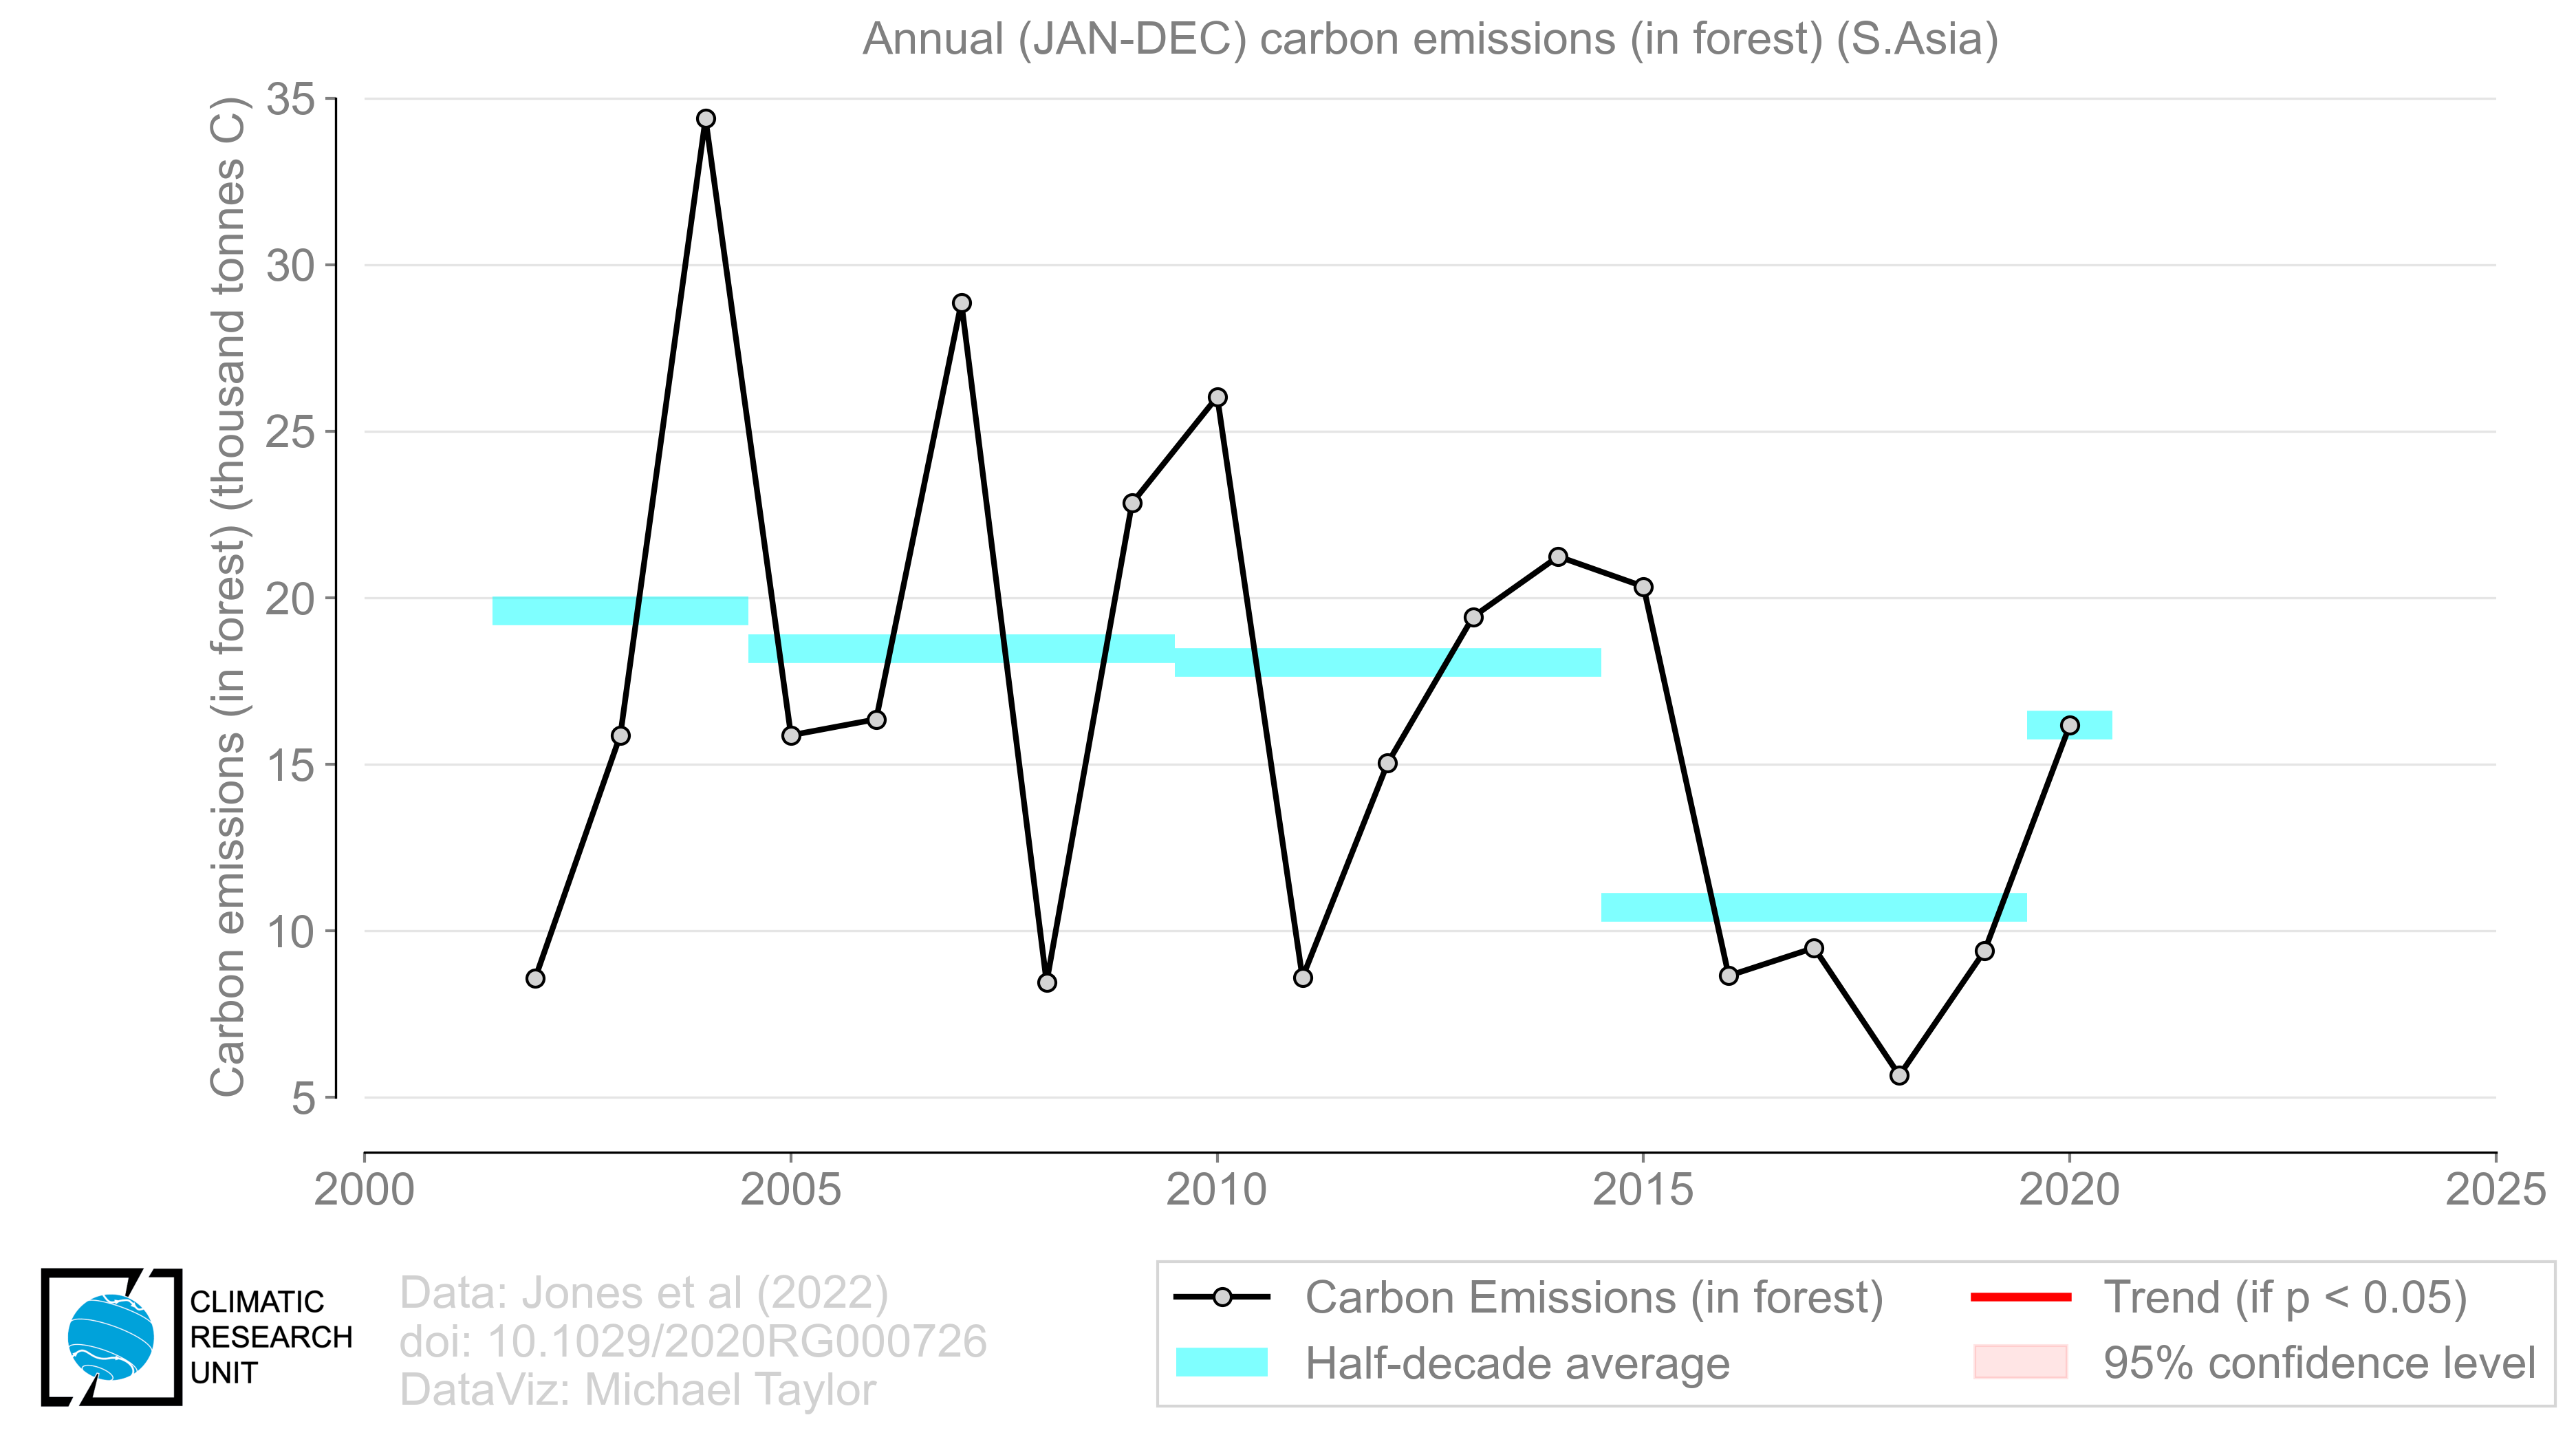 Annual (JAN-DEC) carbon emissions (in forest) (S.Asia)
Carbon emissions (in forest) (thousand tonnes C)
35
30
25
20
15
10
5
2000 2005 2010 2015 2020 2025
CLIMATIC
RESEARCH
UNIT
Data: Jones et al (2022)
doi: 10.1029/2020RG000726
DataViz: Michael Taylor
Carbon Emissions (in forest)
Half-decade average
Trend (if p < 0.05)
95% confidence level